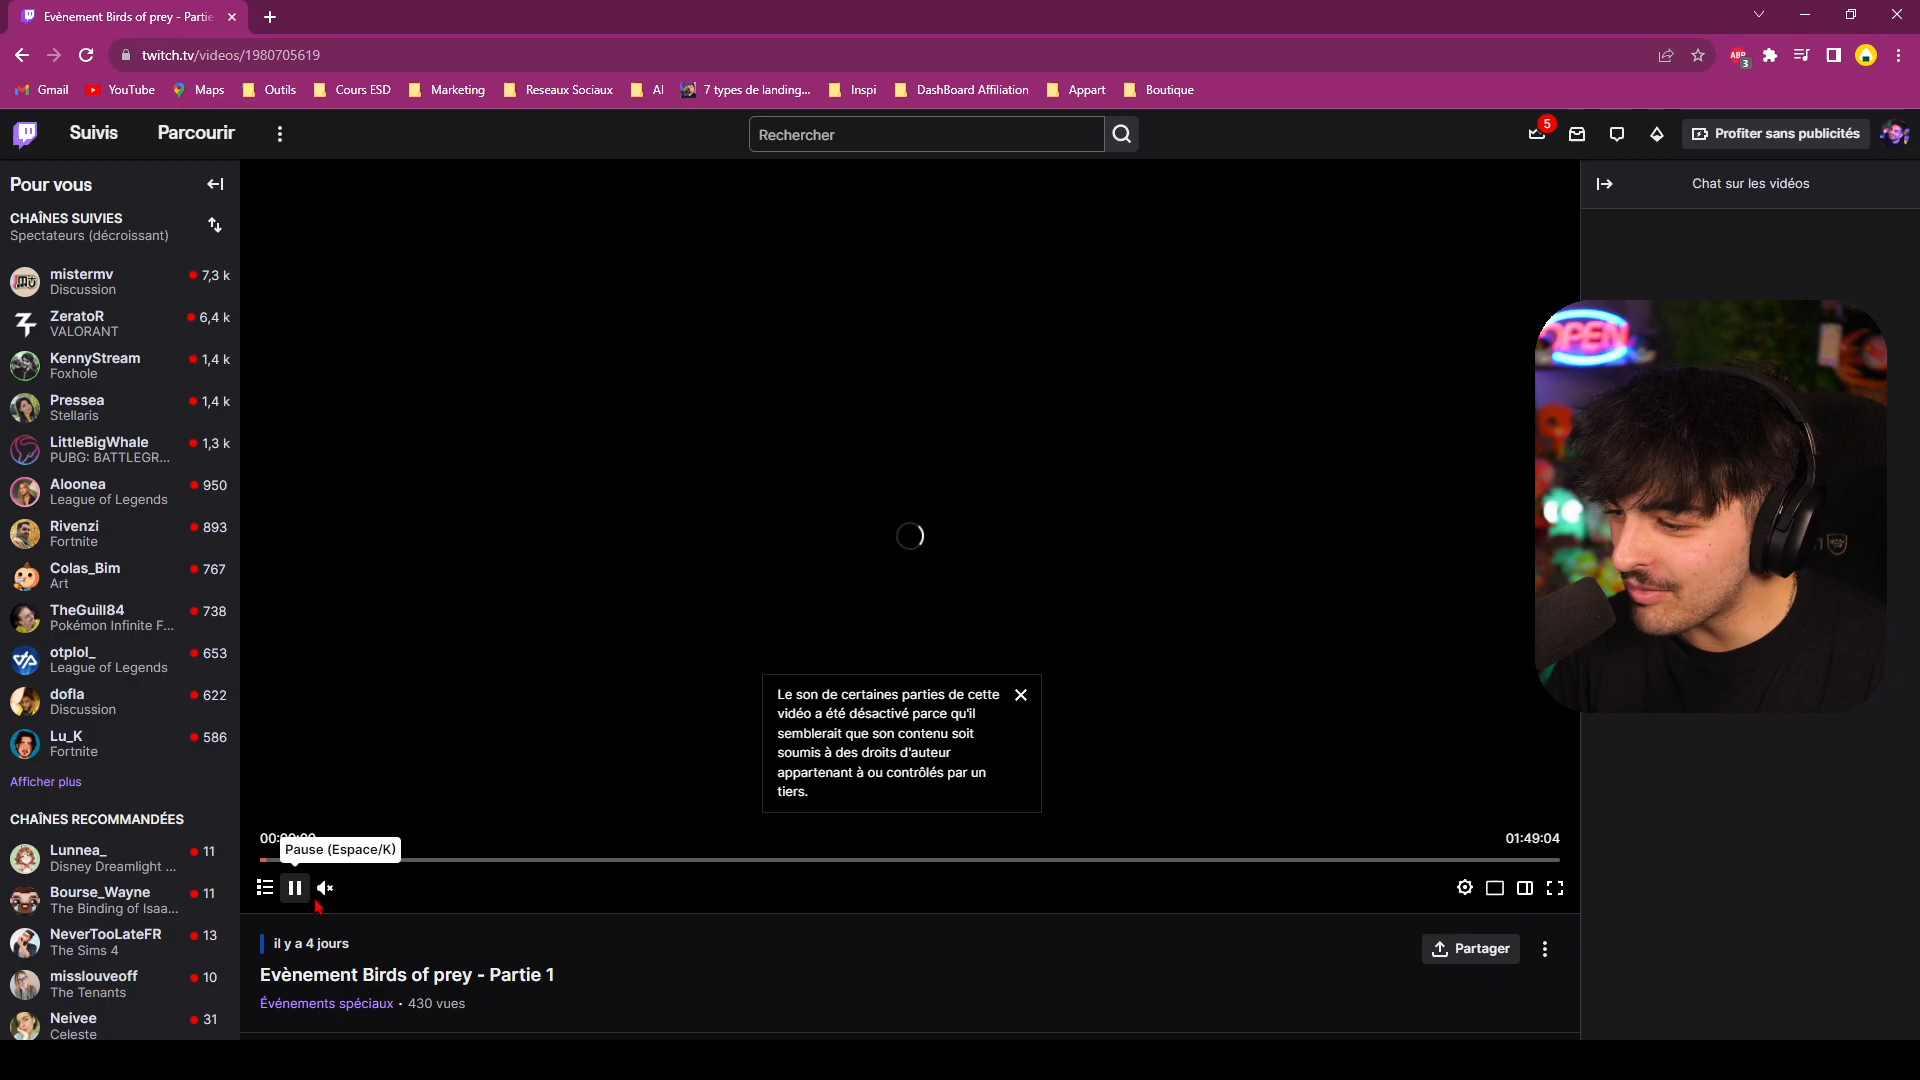 Evènement Birds of prey - Partie
twitch.tv/videos/1980705619
ABP
3
Gmail
YouTube
Maps
Outils
Cours ESD
Marketing
Reseaux Sociaux
AI
7 types de landing...
Inspi
DashBoard Affiliation
Appart
Boutique
Suivis
Parcourir
Rechercher
5
Profiter sans publicités
Pour vous
CHAÎNES SUIVIES
Spectateurs (décroissant)
mistermv
7,3 k
Discussion
ZeratoR
6,4 k
VALORANT
KennyStream
1,4 k
Foxhole
Pressea
1,4 k
Stellaris
LittleBigWhale
1,3 k
PUBG: BATTLEGR...
Aloonea
950
League of Legends
Rivenzi
893
Fortnite
Colas_Bim
767
Art
TheGuill84
738
Pokémon Infinite F...
otplol_
653
League of Legends
dofla
622
Discussion
Lu_K
586
Fortnite
Afficher plus
CHAÎNES RECOMMANDÉES
Lunnea_
11
Disney Dreamlight ...
Bourse_Wayne
11
The Binding of Isaa...
NeverTooLateFR
13
The Sims 4
misslouveoff
10
The Tenants
Neivee
31
Celeste
Chat sur les vidéos
OPEN
Le son de certaines parties de cette
vidéo a été désactivé parce qu'il
semblerait que son contenu soit
soumis à des droits d'auteur
appartenant à ou contrôlés par un
tiers.
01:49:04
Pause (Espace/K)
il y a 4 jours
Evènement Birds of prey - Partie 1
Événements spéciaux • 430 vues
Partager